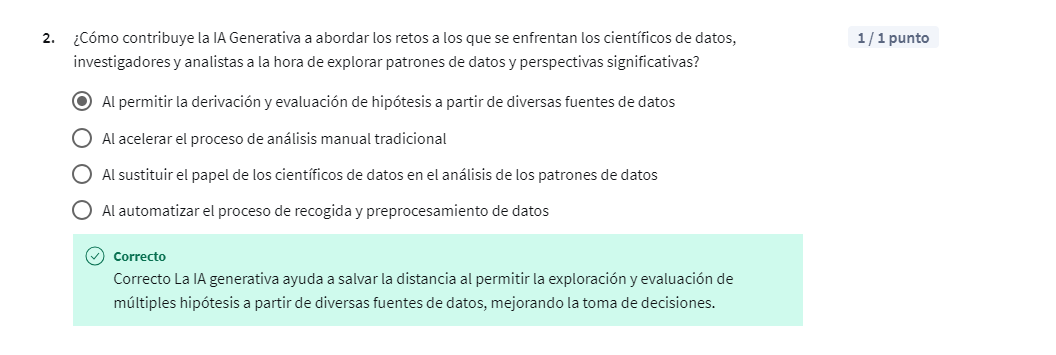 2. ¿Cómo contribuye la IA Generativa a abordar los retos a los que se enfrentan los científicos de datos, 1 / 1 punto
investigadores y analistas a la hora de explorar patrones de datos y perspectivas significativas?
Al permitir la derivación y evaluación de hipótesis a partir de diversas fuentes de datos
Al acelerar el proceso de análisis manual tradicional
Al sustituir el papel de los científicos de datos en el análisis de los patrones de datos
Al automatizar el proceso de recogida y preprocesamiento de datos
Correcto
Correcto La IA generativa ayuda a salvar la distancia al permitir la exploración y evaluación de
múltiples hipótesis a partir de diversas fuentes de datos, mejorando la toma de decisiones.